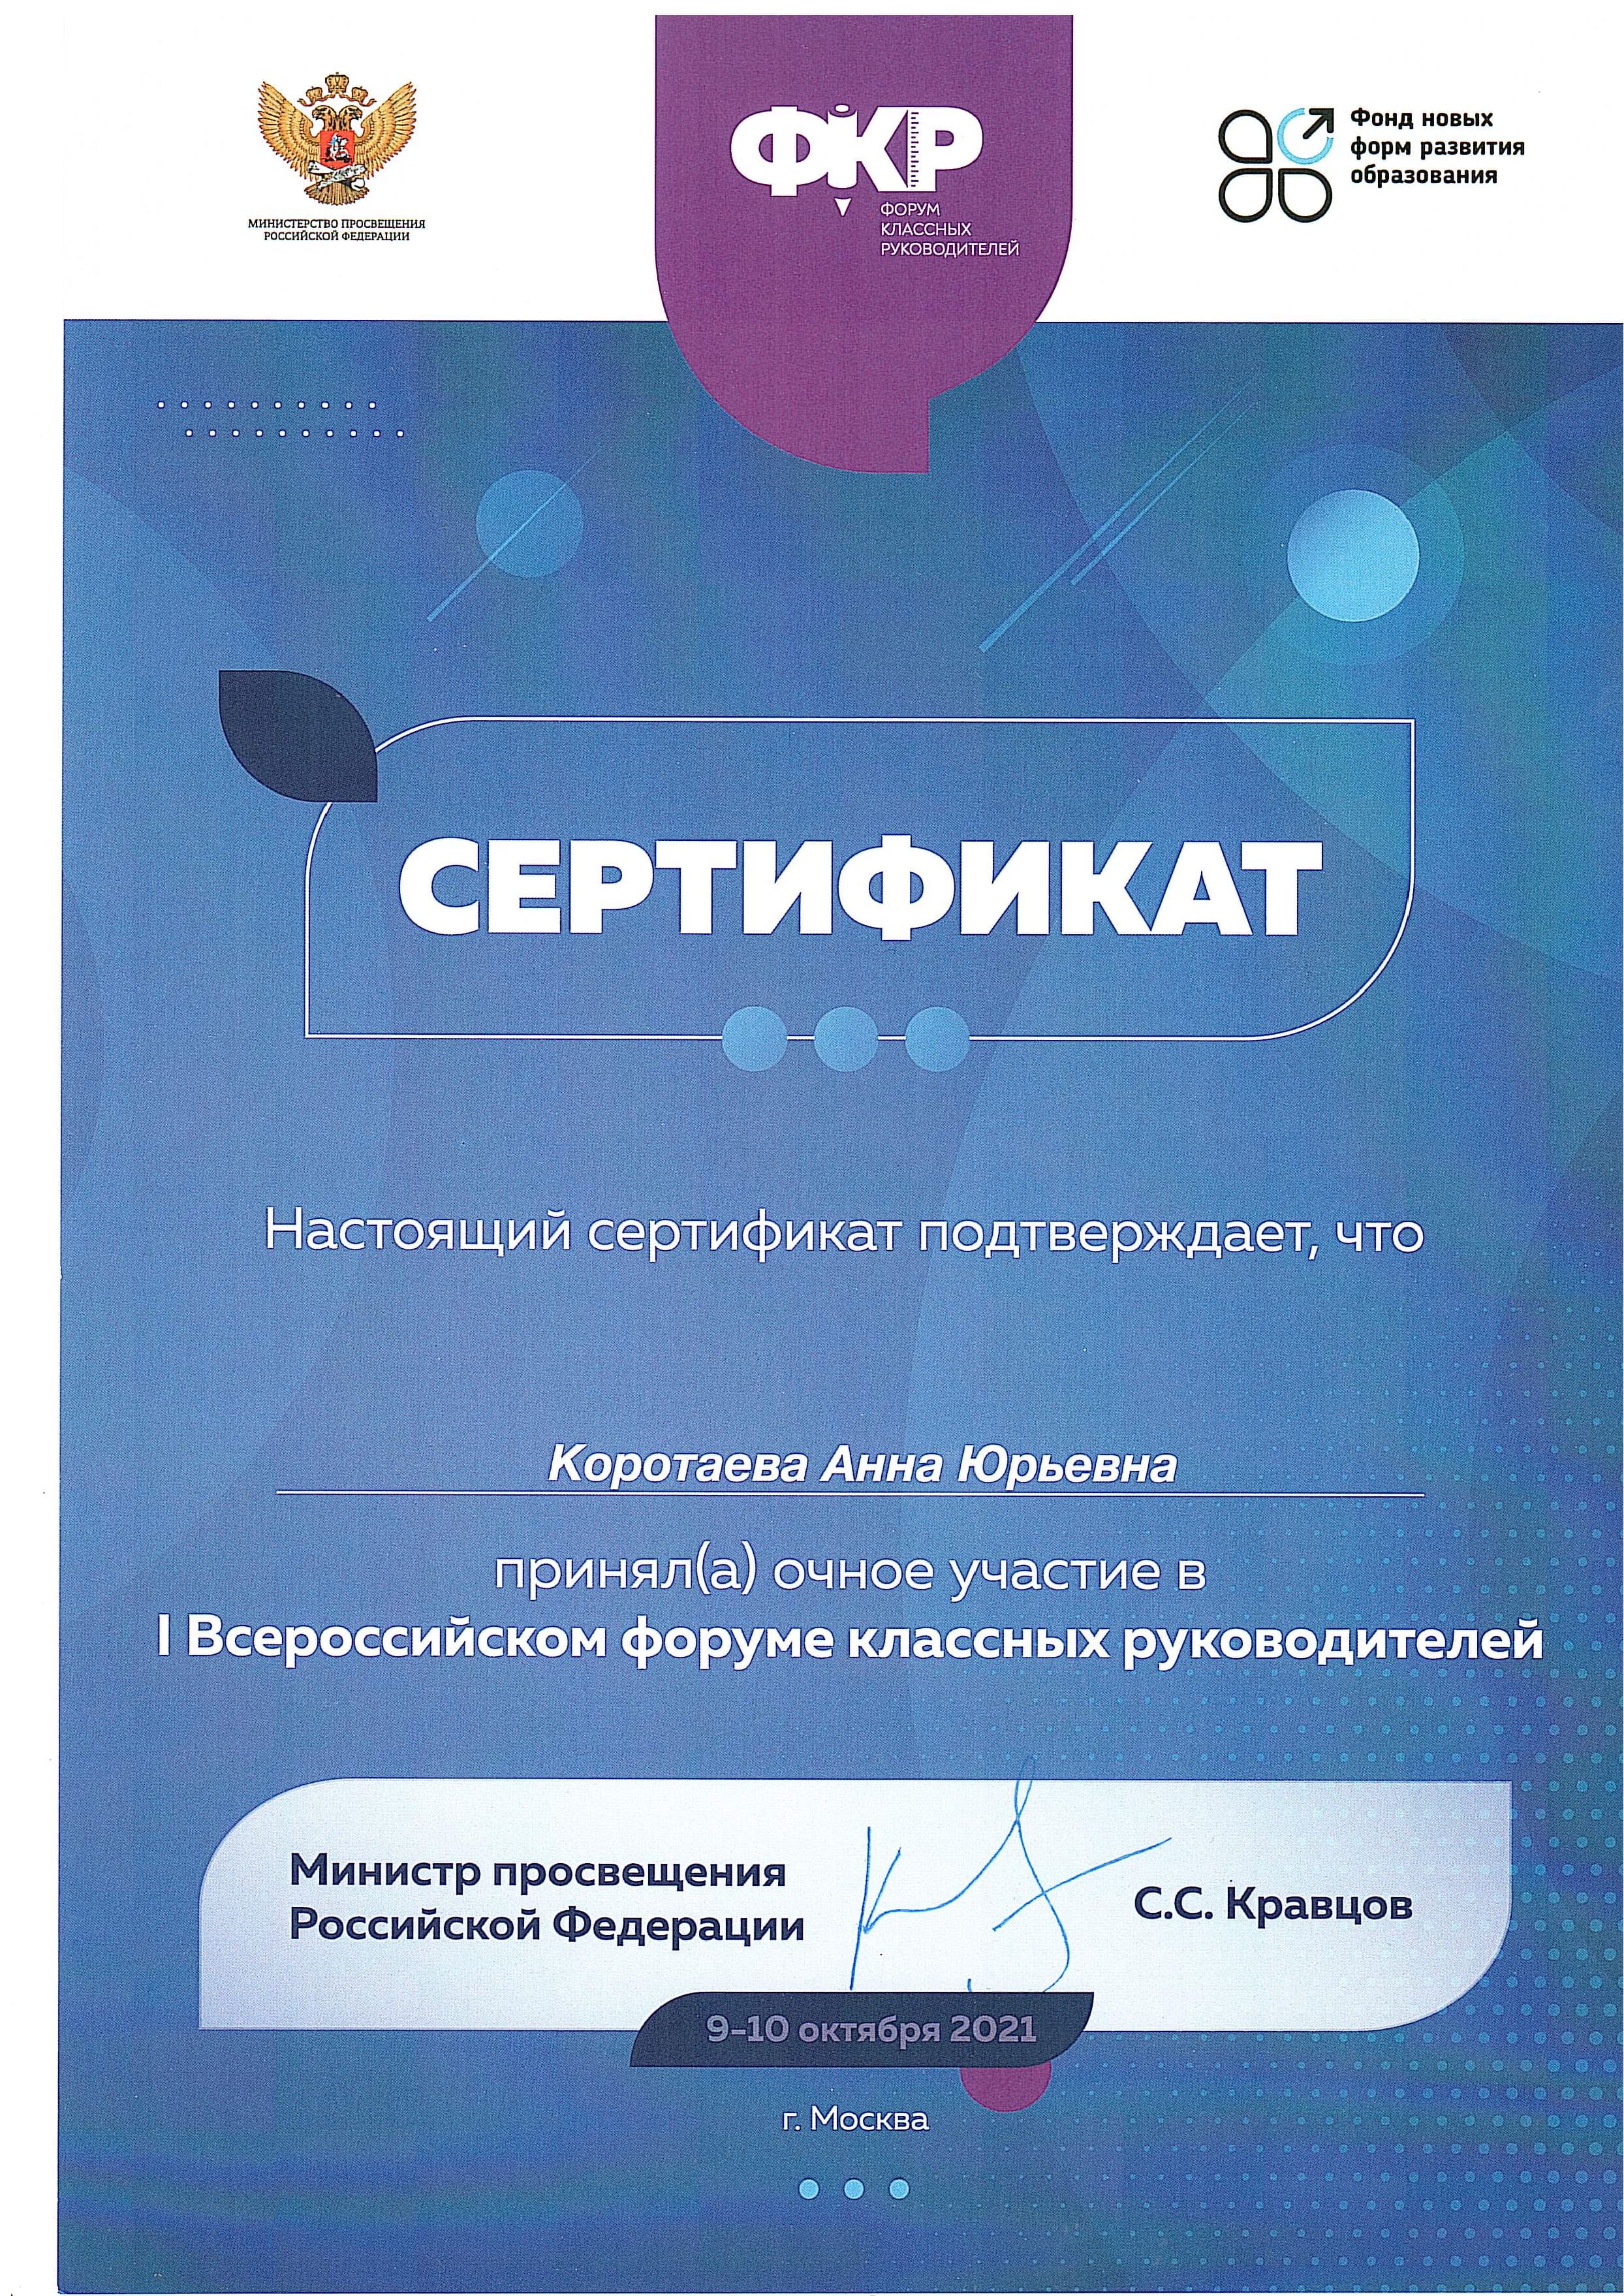 МИНИСТЕРСТВО ПРОСВЕЩЕНИЯ
РОССИЙСКОЙ ФЕДЕРАЦИИ
ФКР
ФОРУМ
КЛАССНЫХ
РУКОВОДИТЕЛЕЙ
Фонд новых
форм развития
образования
СЕРТИФИКАТ
Настоящий сертификат подтверждает, что
Коротаева Анна Юрьевна
принял(а) очное участие в
I Всероссийском форуме классных руководителей
Министр просвещения
Российской Федерации
С.С. Кравцов
9-10 октября 2021
г. Москва